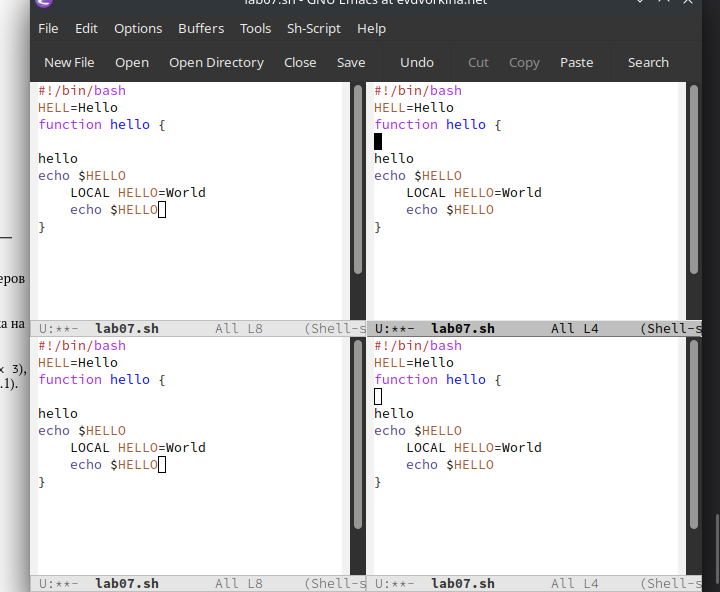 lab07.sh - GNU Emacs at evdvorkina.net
File Edit Options Buffers Tools Sh-Script Help
New File Open Open Directory Close Save Undo Cut Copy Paste Search
#!/bin/bash
HELL=Hello
function hello {
hello
echo $HELLO
LOCAL HELLO=World
echo $HELLO
}
U:**- lab07.sh All L8 (Shell-s
#!/bin/bash
HELL=Hello
function hello {
hello
echo $HELLO
LOCAL HELLO=World
echo $HELLO
}
U:**- lab07.sh All L4 (Shell-s
#!/bin/bash
HELL=Hello
function hello {
hello
echo $HELLO
LOCAL HELLO=World
echo $HELLO
}
U:**- lab07.sh All L8 (Shell-s
#!/bin/bash
HELL=Hello
function hello {
hello
echo $HELLO
LOCAL HELLO=World
echo $HELLO
}
U:**- lab07.sh All L4 (Shell-s
еров
ка на
x 3),
.1).